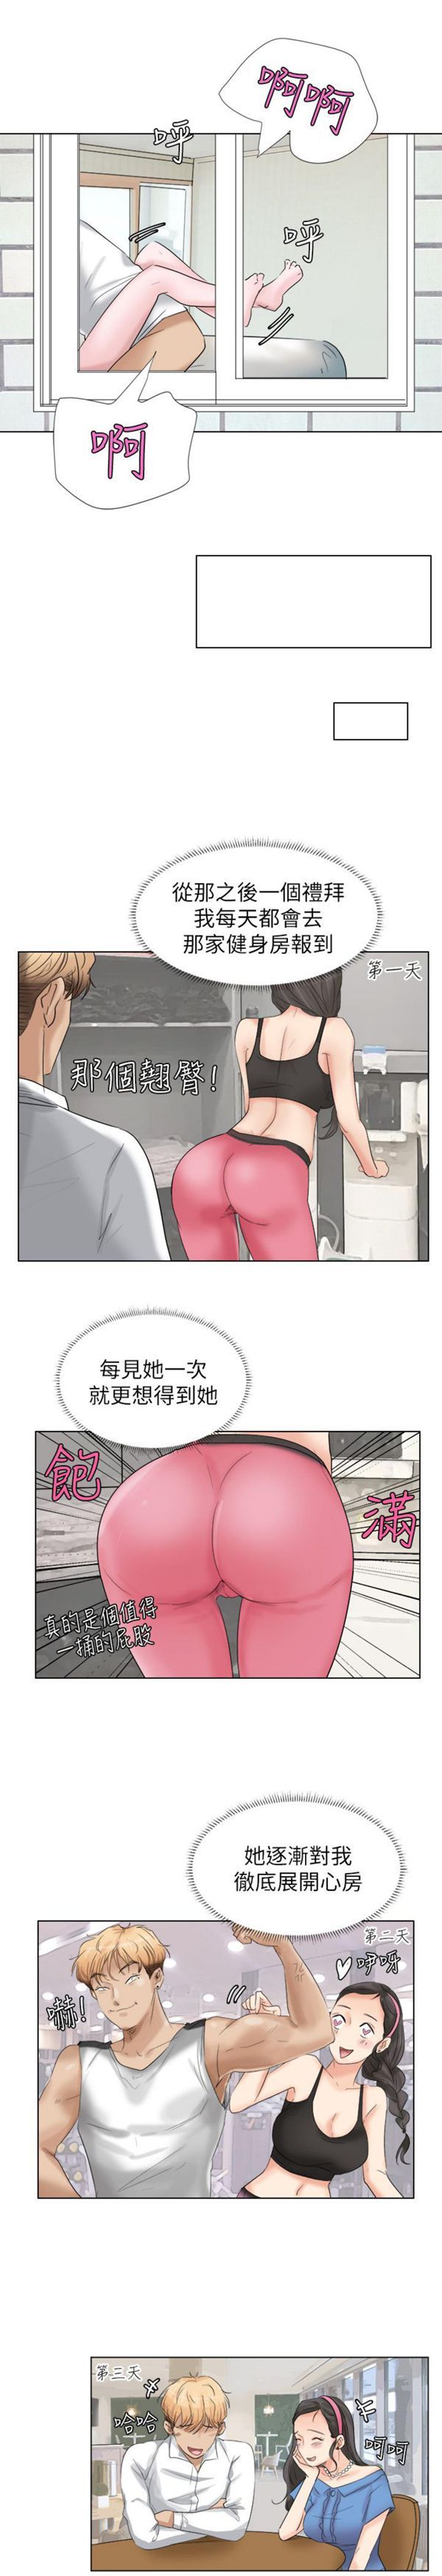 啊啊
呼
呼
啊
從那之後一個禮拜
我每天都會去
那家健身房報到
第一天
那個翹臀!
每見她一次
就更想得到她
飽
滿
真的是個值得
一捅的屁股
她逐漸對我
徹底展開心房
第二天
咿呀
嚇!
第三天
哈哈
呵呵